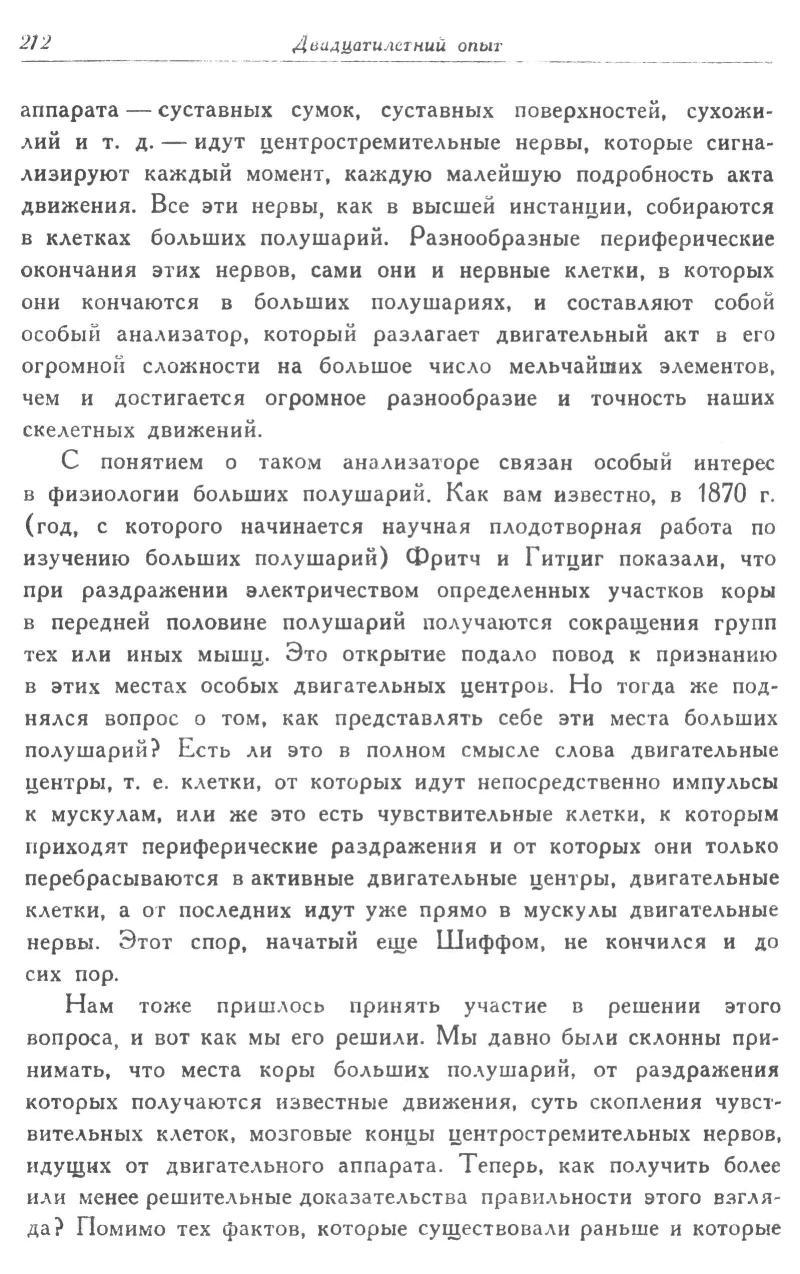 212 Двадцатилетний опыт
аппарата — суставных сумок, суставных поверхностей, сухожи-
лий и т. д. — идут центростремительные нервы, которые сигна-
лизируют каждый момент, каждую малейшую подробность акта
движения. Все эти нервы, как в высшей инстанции, собираются
в клетках больших полушарий. Разнообразные периферические
окончания этих нервов, сами они и нервные клетки, в которых
они кончаются в больших полушариях, и составляют собой
особый анализатор, который разлагает двигательный акт в его
огромной сложности на большое число мельчайших элементов,
чем и достигается огромное разнообразие и точность наших
скелетных движений.
С понятием о таком анализаторе связан особый интерес
в физиологии больших полушарий. Как вам известно, в 1870 г.
(год, с которого начинается научная плодотворная работа по
изучению больших полушарий) Фритч и Гитциг показали, что
при раздражении электричеством определенных участков коры
в передней половине полушарий получаются сокращения групп
тех или иных мышц. Это открытие подало повод к признанию
в этих местах особых двигательных центров. Но тогда же под-
нялся вопрос о том, как представлять себе эти места больших
полушарий? Есть ли это в полном смысле слова двигательные
центры, т. е. клетки, от которых идут непосредственно импульсы
к мускулам, или же это есть чувствительные клетки, к которым
приходят периферические раздражения и от которых они только
перебрасываются в активные двигательные центры, двигательные
клетки, а от последних идут уже прямо в мускулы двигательные
нервы. Этот спор, начатый еще Шиффом, не кончился и до
сих пор.
Нам тоже пришлось принять участие в решении этого
вопроса, и вот как мы его решили. Мы давно были склонны при-
нимать, что места коры больших полушарий, от раздражения
которых получаются известные движения, суть скопления чувст-
вительных клеток, мозговые концы центростремительных нервов,
идущих от двигательного аппарата. Теперь, как получить более
или менее решительные доказательства правильности этого взгля-
да? Помимо тех фактов, которые существовали раньше и которые